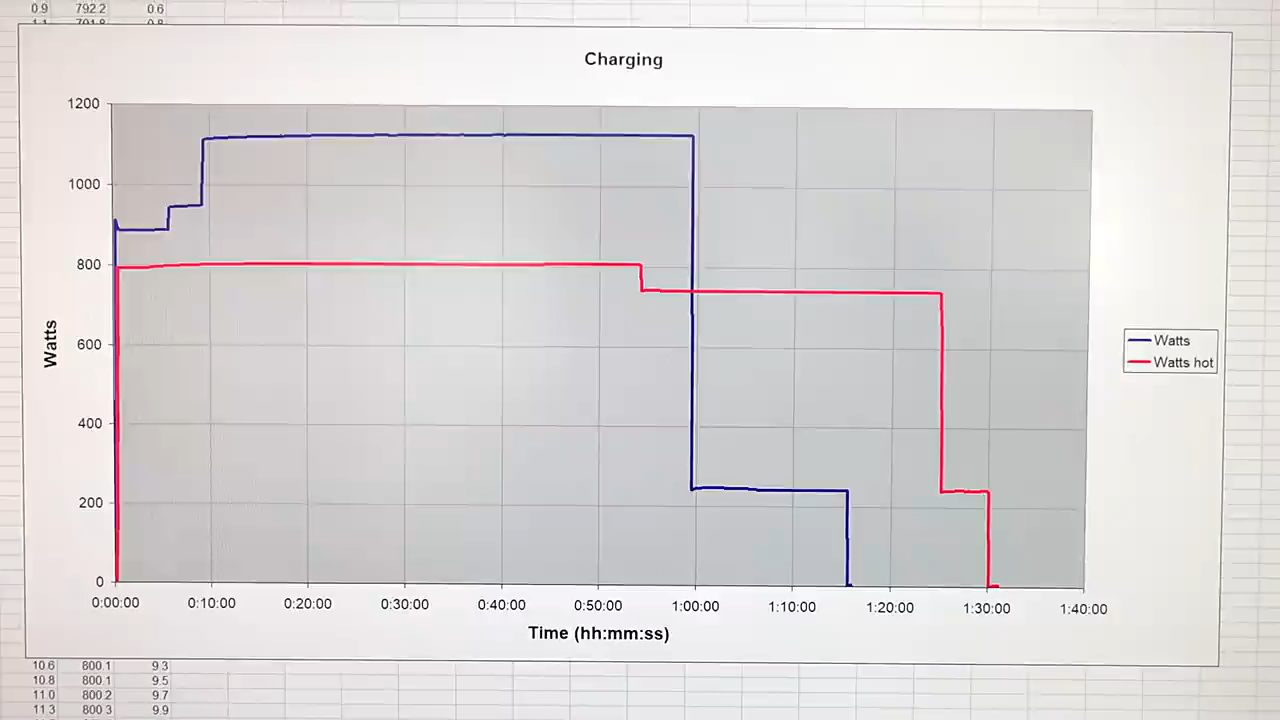 0.9 792.2 0.6
Charging
1200
1000
800
600
400
200
0
Watts
0:00:00 0:10:00 0:20:00 0:30:00 0:40:00 0:50:00 1:00:00 1:10:00 1:20:00 1:30:00 1:40:00
Time (hh:mm:ss)
Watts
Watts hot
10.6 800.1 9.3
10.8 800.1 9.5
11.0 800.2 9.7
11.3 800.3 9.9